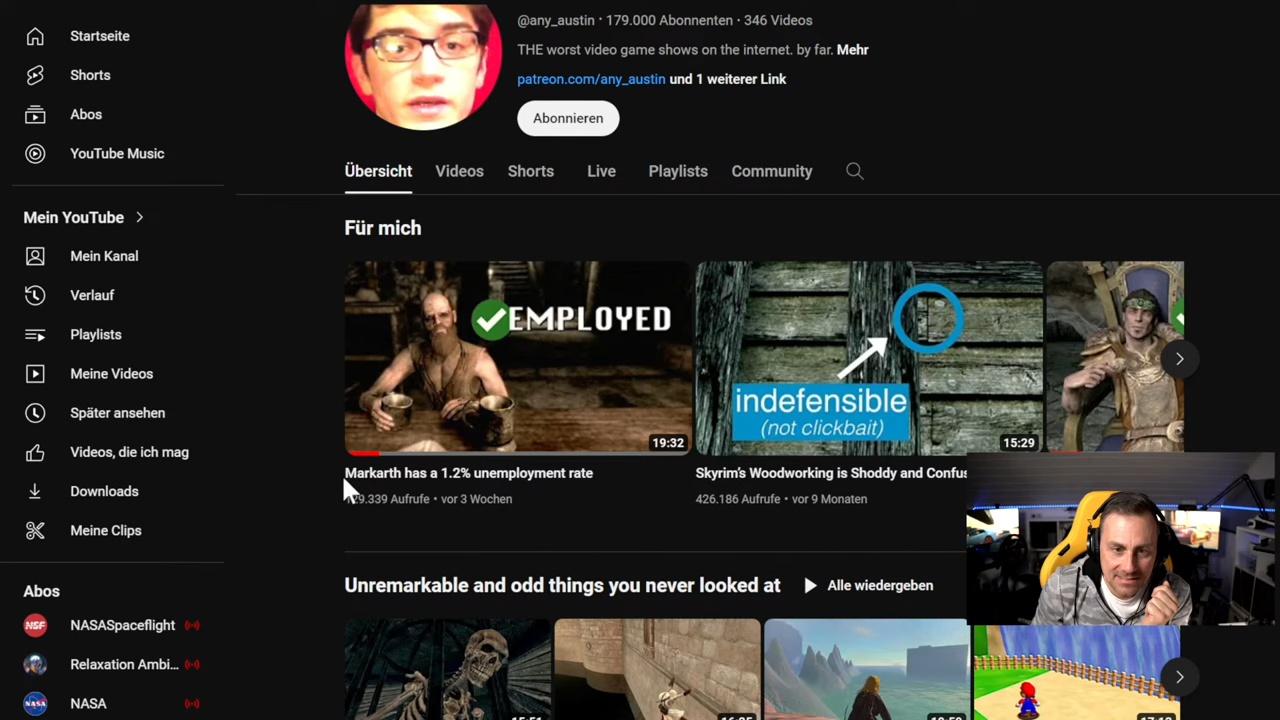 Startseite
Shorts
Abos
YouTube Music
Mein YouTube
Mein Kanal
Verlauf
Playlists
Meine Videos
Später ansehen
Videos, die ich mag
Downloads
Meine Clips
Abos
NASASpaceflight
Relaxation Ambi...
NASA
@any_austin • 179.000 Abonnenten • 346 Videos
THE worst video game shows on the internet. by far. Mehr
patreon.com/any_austin und 1 weiterer Link
Abonnieren
Übersicht Videos Shorts Live Playlists Community
Für mich
EMPLOYED
19:32
Markarth has a 1.2% unemployment rate
Aufrufe • vor 3 Wochen
indefensible
(not clickbait)
15:29
Skyrim's Woodworking is Shoddy and Confus
426.186 Aufrufe • vor 9 Monaten
Unremarkable and odd things you never looked at
Alle wiedergeben